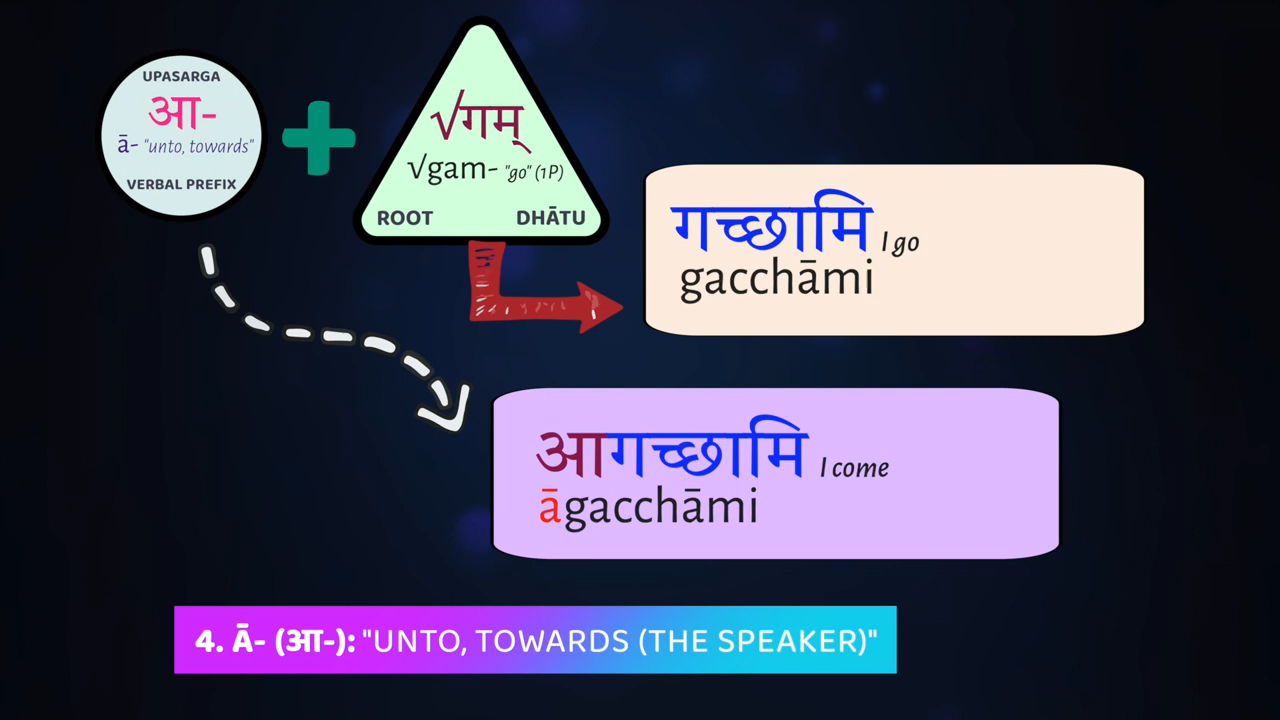 UPASARGA
आ-
ā- "unto, towards"
VERBAL PREFIX
√गम्
√gam- "go" (1P)
ROOT DHĀTU
गच्छामि I go
gacchāmi
आगच्छामि I come
āgacchāmi
4. Ā- (आ-): "UNTO, TOWARDS (THE SPEAKER)"